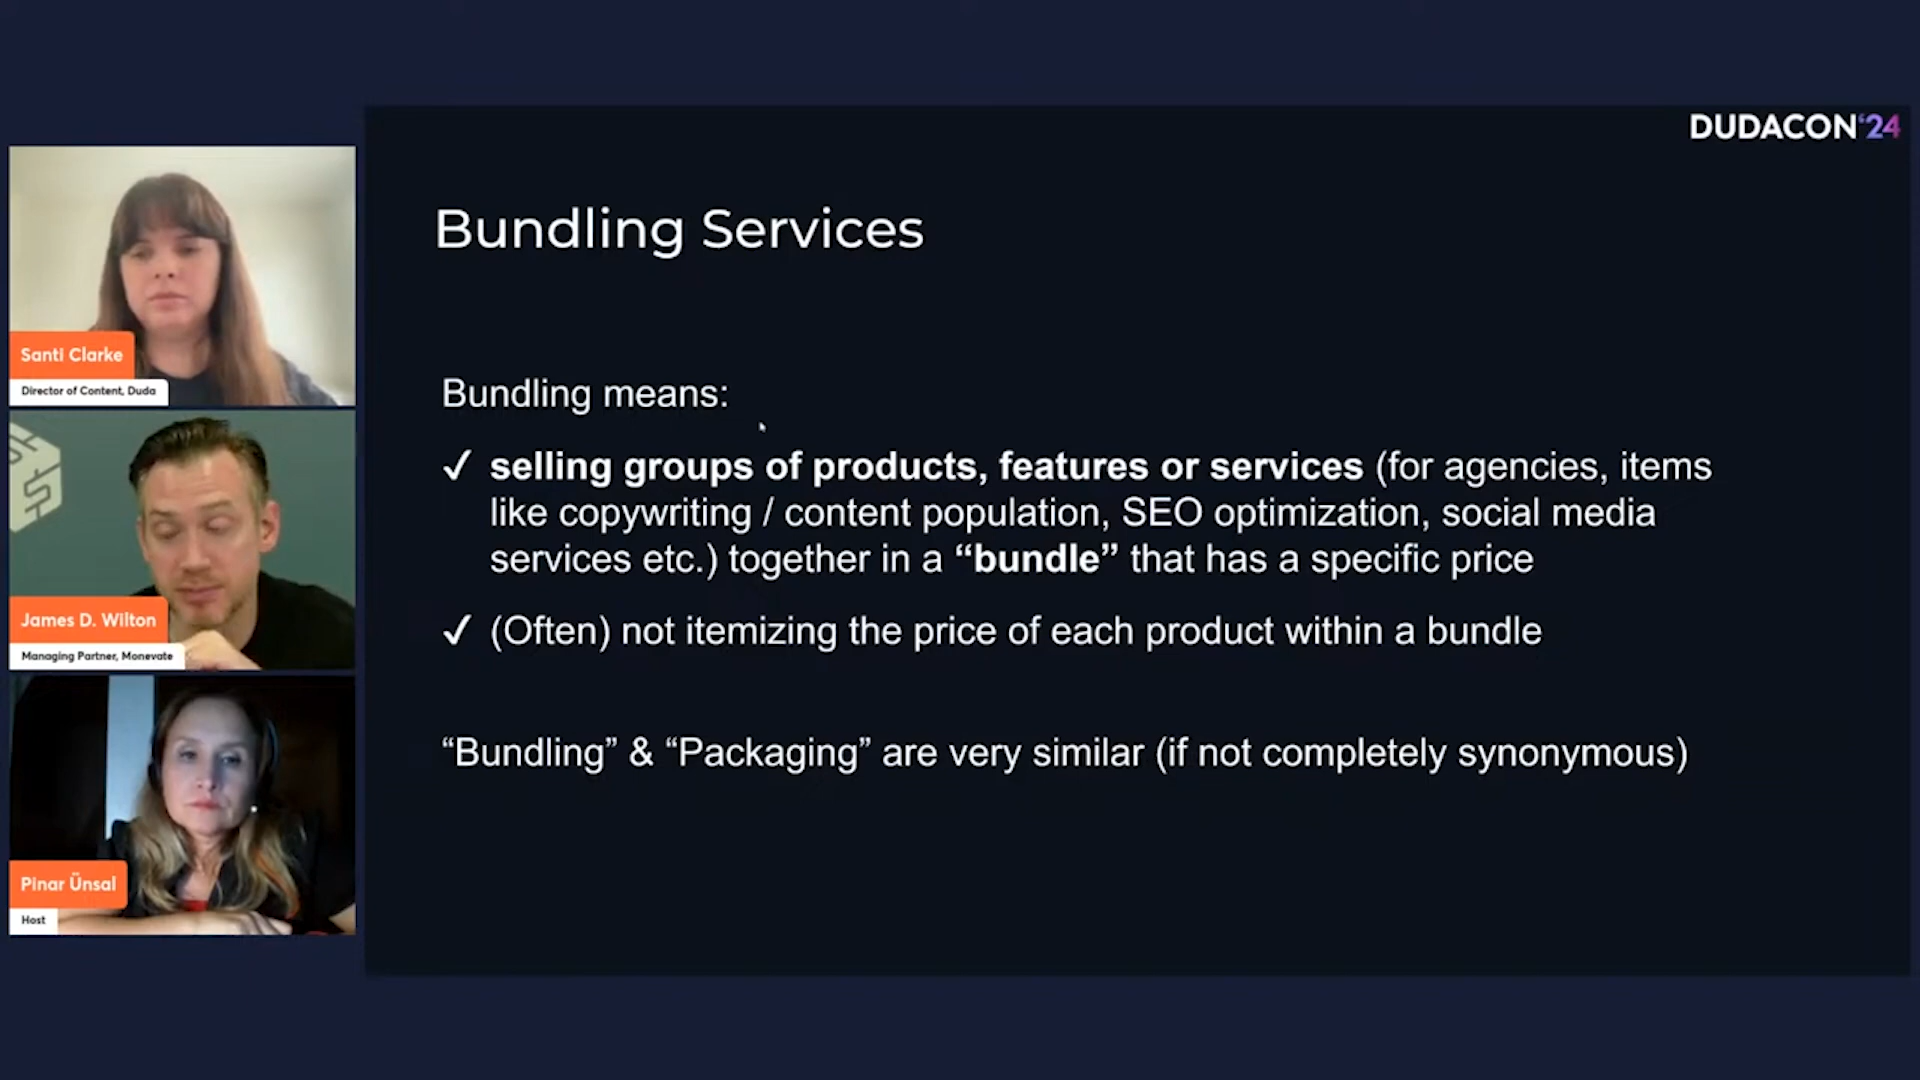 DUDACON'24
Bundling Services
Bundling means:
✓ selling groups of products, features or services (for agencies, items
like copywriting / content population, SEO optimization, social media
services etc.) together in a “bundle” that has a specific price
✓ (Often) not itemizing the price of each product within a bundle
“Bundling” & “Packaging” are very similar (if not completely synonymous)
Santi Clarke
Director of Content, Duda
James D. Wilton
Managing Partner, Monevate
Pinar Ünsal
Host